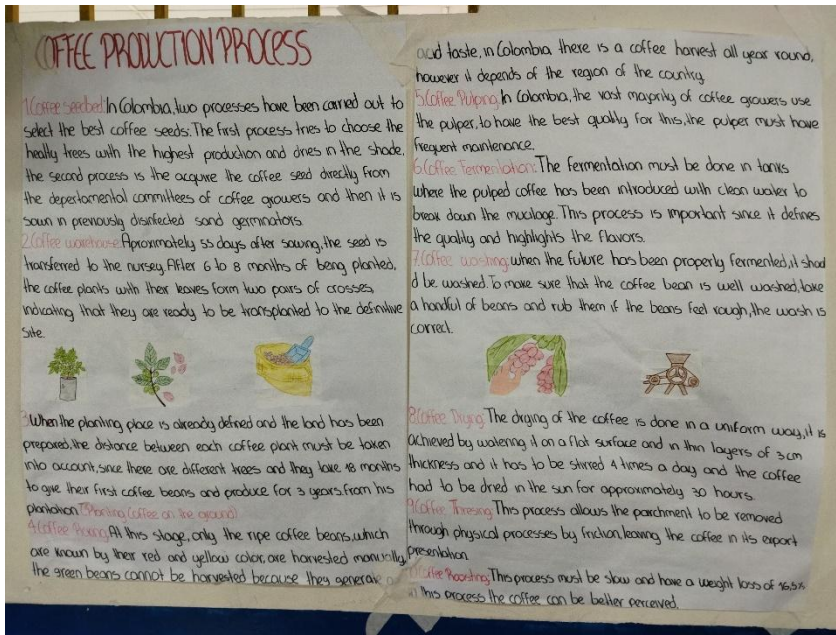 COFFEE PRODUCTION PROCESS
1.Coffee seedbed: In Colombia, two processes have been carried out to
select the best coffee seeds: The first process tries to choose the
healty trees with the highest production and dries in the shade,
the second process is the acquire the coffee seed directly from
the depertamental committees of coffee growers and then it is
sown in previously disinfected sand germinators.
2.Coffee warehouse: Aproximately 55 days after sowing, the seed is
transferred to the nursey. After 6 to 8 months of being planted,
the coffee plants with their leaves form two pairs of crosses,
indicating that they are ready to be transplanted to the definitive
site.
3 When the planting place is already defined and the land has been
prepared, the distance between each coffee plant must be taken
into account, since there are different trees and they take 18 months
to give their first coffee beans and produce for 3 years. from his
plantation. (Planting coffee on the ground)
4.Coffee At this stage, only the ripe coffee beans, which
are known by their red and yellow color, are harvested manually,
the green beans cannot be harvested because they generate a
acid taste, in Colombia there is a coffee harvest all year round,
however it depends of the region of the country.
5.Coffee Pulping: In Colombia, the vast majority of coffee growers use
the pulper, to have the best quality for this, the pulper must have
frequent maintenance.
6.Coffee Fermentation: The fermentation must be done in tanks
where the pulped coffee has been introduced with clean water to
break down the mucilage. This process is important since it defines
the quality and highlights the flavors.
7.Coffee washing: when the future has been properly fermented, it shoul
d be washed. To make sure that the coffee bean is well washed, take
a handful of beans and rub them if the beans feel rough, the wash is
correct.
8.Coffee Drying: The drying of the coffee is done in a uniform way, it is
achieved by watering it on a flat surface and in thin layers of 3 cm
thickness and it has to be stirred 4 times a day and the coffee
had to be dried in the sun for approximately 30 hours.
9.Coffee Thresing: This process allows the parchment to be removed
through physical processes by friction, leaving the coffee in its export
presentation.
Coffee Roasting: This process must be slow and have a weight loss of 16,5%
this process the coffee can be better perceived.